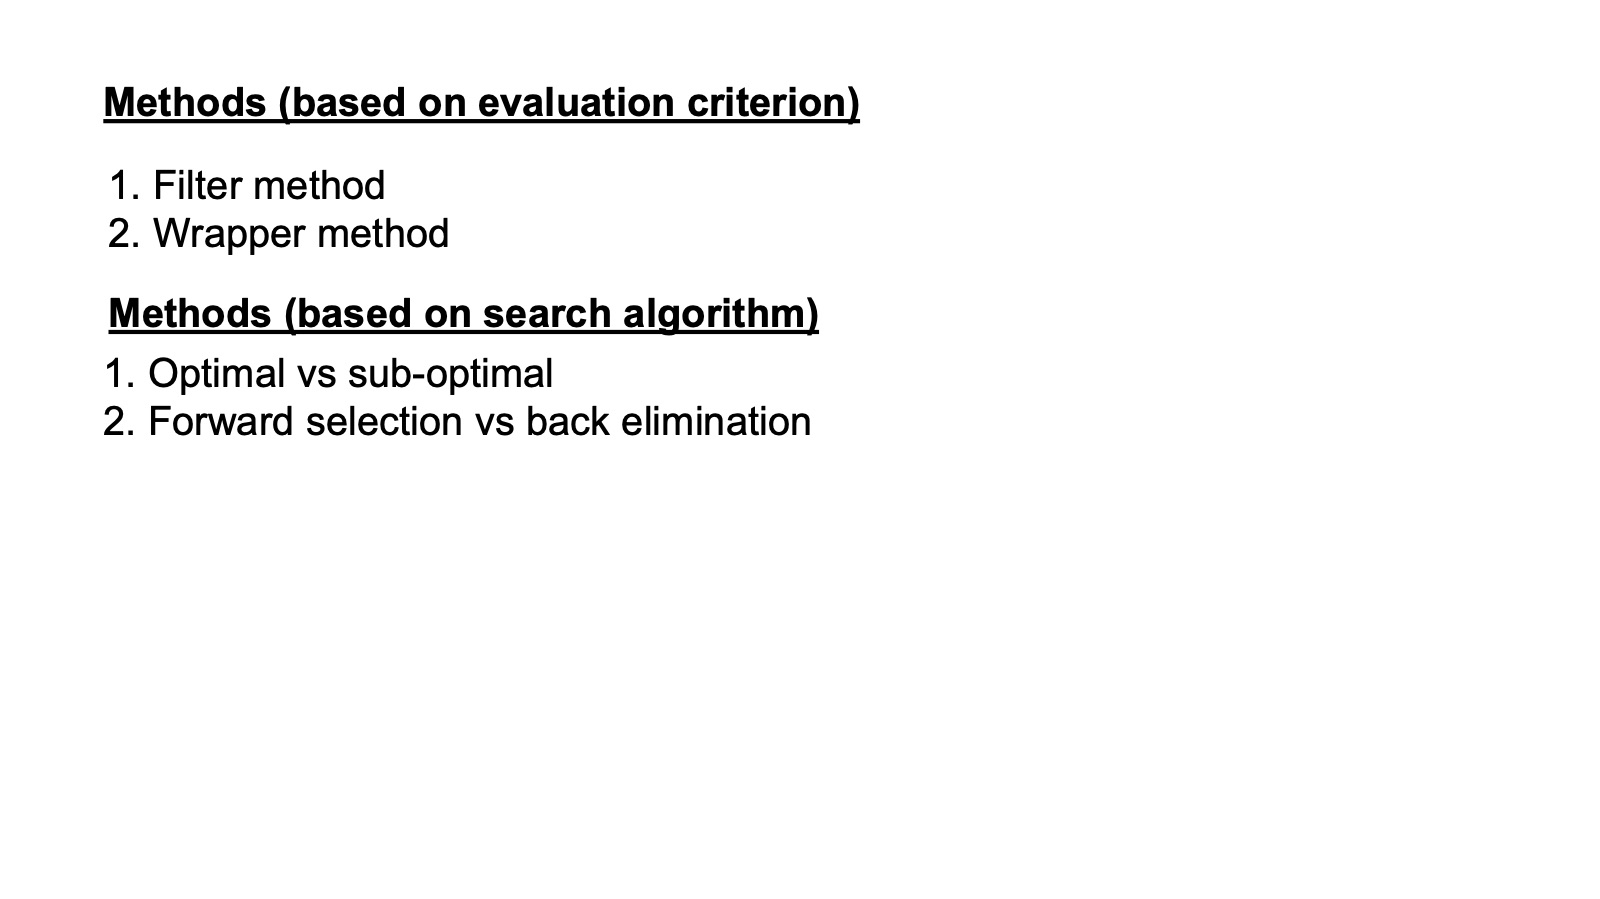 Methods (based on evaluation criterion)
1. Filter method
2. Wrapper method
Methods (based on search algorithm)
1. Optimal vs sub-optimal
2. Forward selection vs back elimination